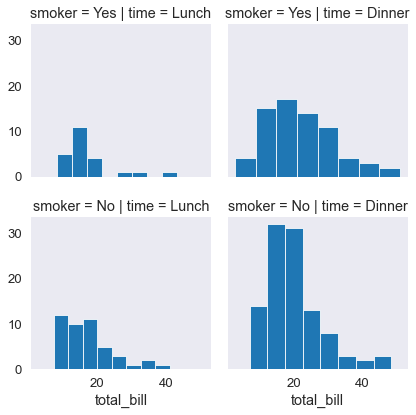 smoker = Yes | time = Lunch
smoker = Yes | time = Dinner
30
20
10
0
smoker = No | time = Lunch
smoker = No | time = Dinner
30
20
10
0
20 40
20 40
total_bill
total_bill